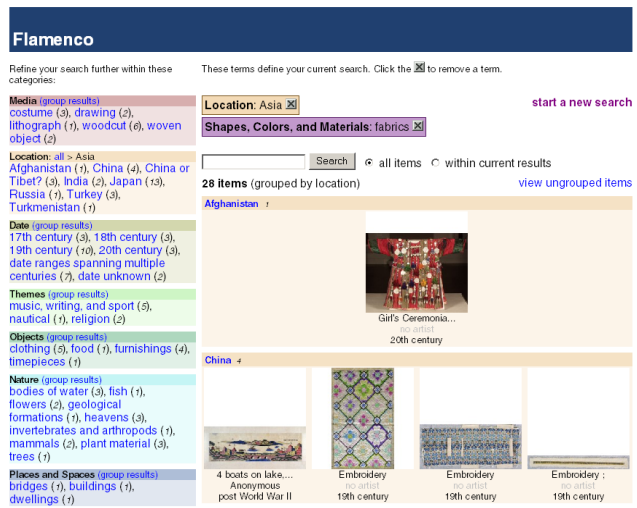 Flamenco
Refine your search further within these
categories:
These terms define your current search. Click the to remove a term.
Location: Asia
Shapes, Colors, and Materials: fabrics
start a new search
Search
all items
within current results
28 items (grouped by location)
view ungrouped items
Media (group results)
costume (3), drawing (2),
lithograph (1), woodcut (6), woven
object (2)
Location: all > Asia
Afghanistan (1), China (4), China or
Tibet? (3), India (2), Japan (13),
Russia (1), Turkey (3),
Turkmenistan (1)
Date (group results)
17th century (3), 18th century (3),
19th century (10), 20th century (3),
date ranges spanning multiple
centuries (7), date unknown (2)
Themes (group results)
music, writing, and sport (5),
nautical (1), religion (2)
Objects (group results)
clothing (5), food (1), furnishings (4),
timepieces (1)
Nature (group results)
bodies of water (3), fish (1),
flowers (2), geological
formations (1), heavens (3),
invertebrates and arthropods (1),
mammals (2), plant material (3),
trees (1)
Places and Spaces (group results)
bridges (1), buildings (1),
dwellings (1)
Afghanistan 1
Girl's Ceremonia...
no artist
20th century
China 4
4 boats on lake,...
Anonymous
post World War II
Embroidery
no artist
19th century
Embroidery
no artist
19th century
Embroidery ;
no artist
19th century